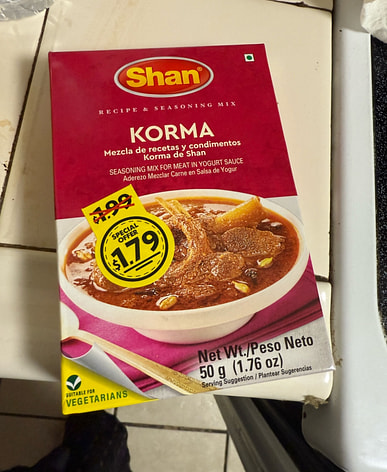 Shan
RECIPE & SEASONING MIX
KORMA
Mezcla de recetas y condimentos
Korma de Shan
SEASONING MIX FOR MEAT IN YOGURT SAUCE
Aderezo Mezclar Carne en Salsa de Yogur
$1.99
SPECIAL
OFFER
$1.79
Net Wt./Peso Neto
50 g (1.76 oz)
Serving Suggestion / Plantear Sugerencias
SUITABLE FOR
VEGETARIANS